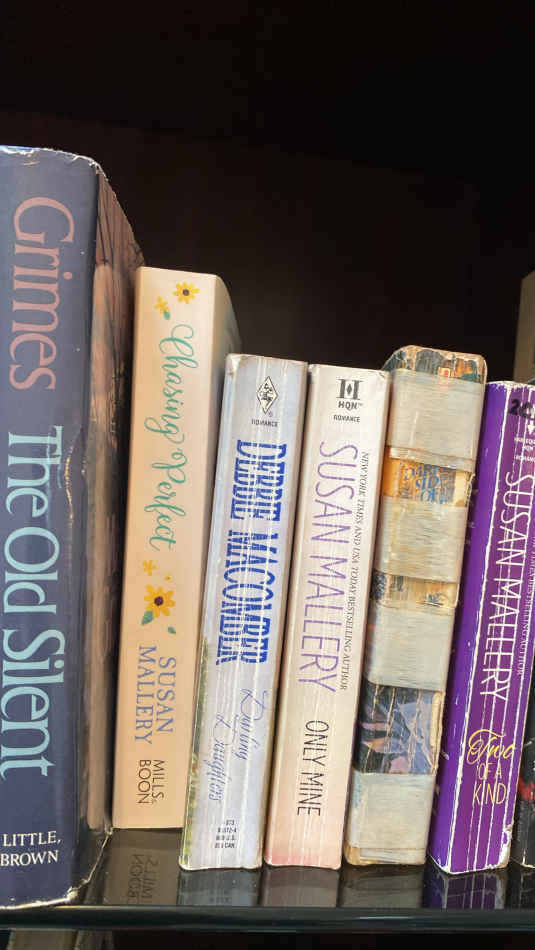 Grimes
The Old Silent
LITTLE,
BROWN
Chasing Perfect
SUSAN
MALLERY
MILLS &
BOON
ROMANCE
DEBBIE MACOMBER
Darling
Daughters
HQN™
ROMANCE
NEW YORK TIMES AND USA TODAY BESTSELLING AUTHOR
SUSAN MALLERY
ONLY MINE
SUSAN MALLERY
Two
OF A
KIND